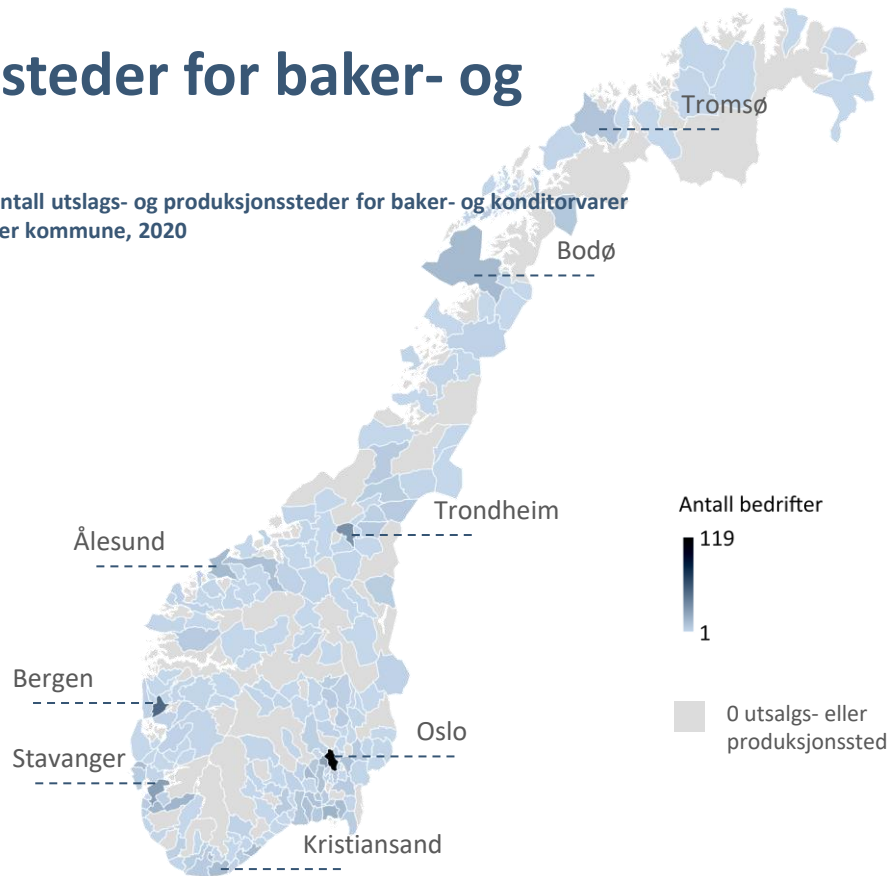 steder for baker- og
ntall utslags- og produksjonssteder for baker- og konditorvarer
er kommune, 2020
Tromsø
Bodø
Trondheim
Ålesund
Bergen
Stavanger
Oslo
Kristiansand
Antall bedrifter
119
1
0 utsalgs- eller
produksjonssted